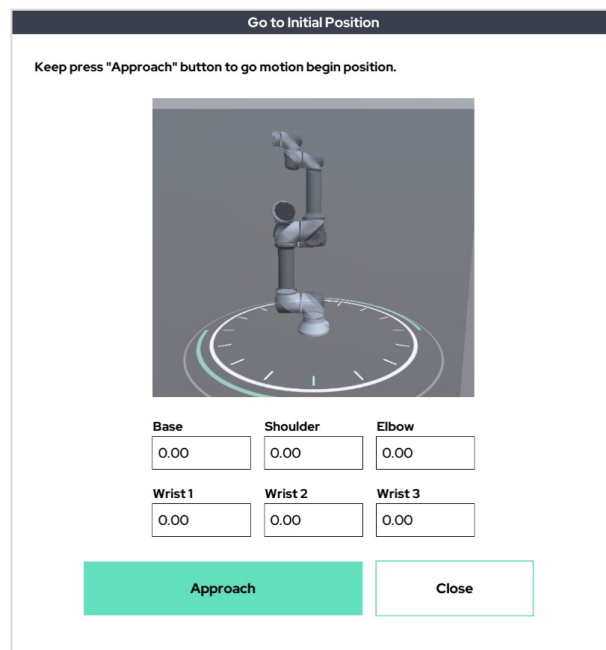 Go to Initial Position
Keep press "Approach" button to go motion begin position.
Base Shoulder Elbow
0.00 0.00 0.00
Wrist 1 Wrist 2 Wrist 3
0.00 0.00 0.00
Approach Close